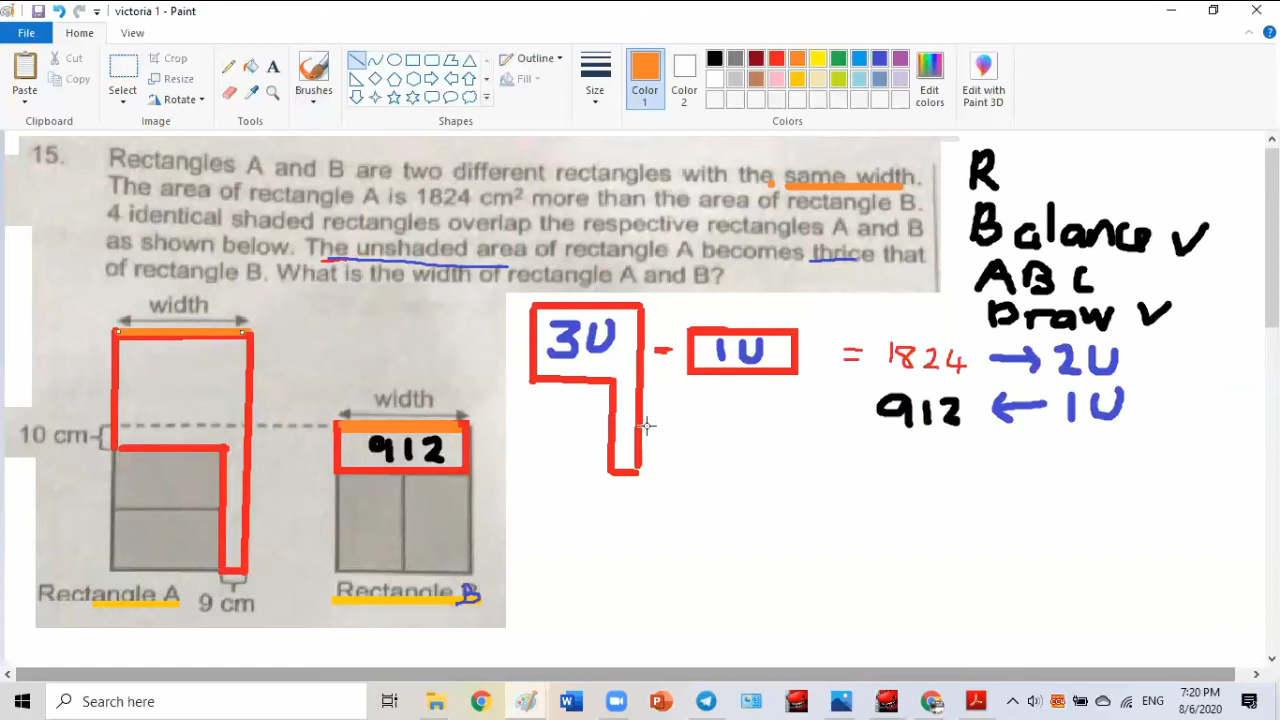 victoria 1 - Paint
File
Home
View
Paste
Cut
Copy
Clipboard
Select
Crop
Resize
Rotate
Image
A
Tools
Brushes
Outline
Fill
Shapes
Size
Color 1
Color 2
Edit colors
Edit with Paint 3D
Colors
15. Rectangles A and B are two different rectangles with the same width.
The area of rectangle A is 1824 cm² more than the area of rectangle B.
4 identical shaded rectangles overlap the respective rectangles A and B
as shown below. The unshaded area of rectangle A becomes thrice that
of rectangle B. What is the width of rectangle A and B?
R
Balance ✓
ABC
Draw ✓
width
3U - 1U = 1824 → 2U
912 ← 1U
width
10 cm
912
Rectangle A
9 cm
Rectangle B
Search here
ENG
7:20 PM
8/6/2020